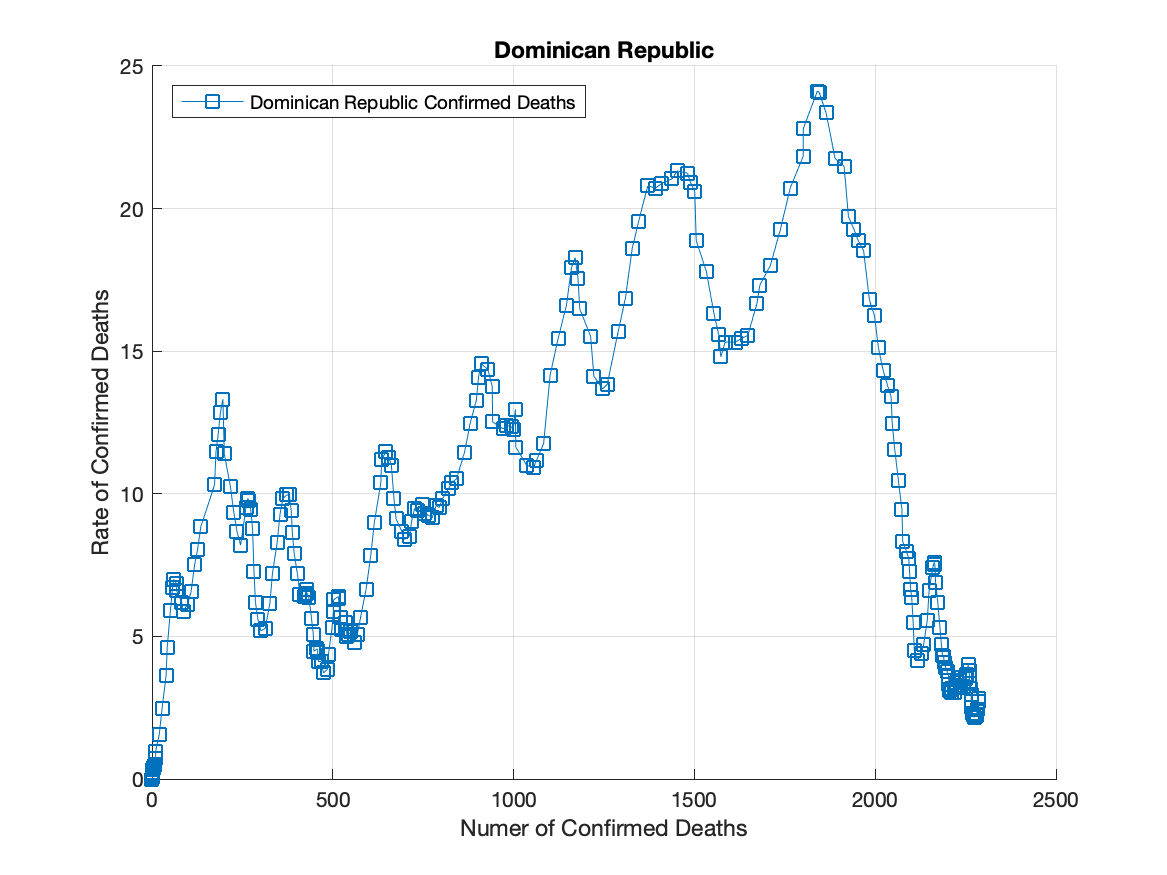 Dominican Republic
25
Dominican Republic Confirmed Deaths
20
15
10
5
0
Rate of Confirmed Deaths
0 500 1000 1500 2000 2500
Numer of Confirmed Deaths